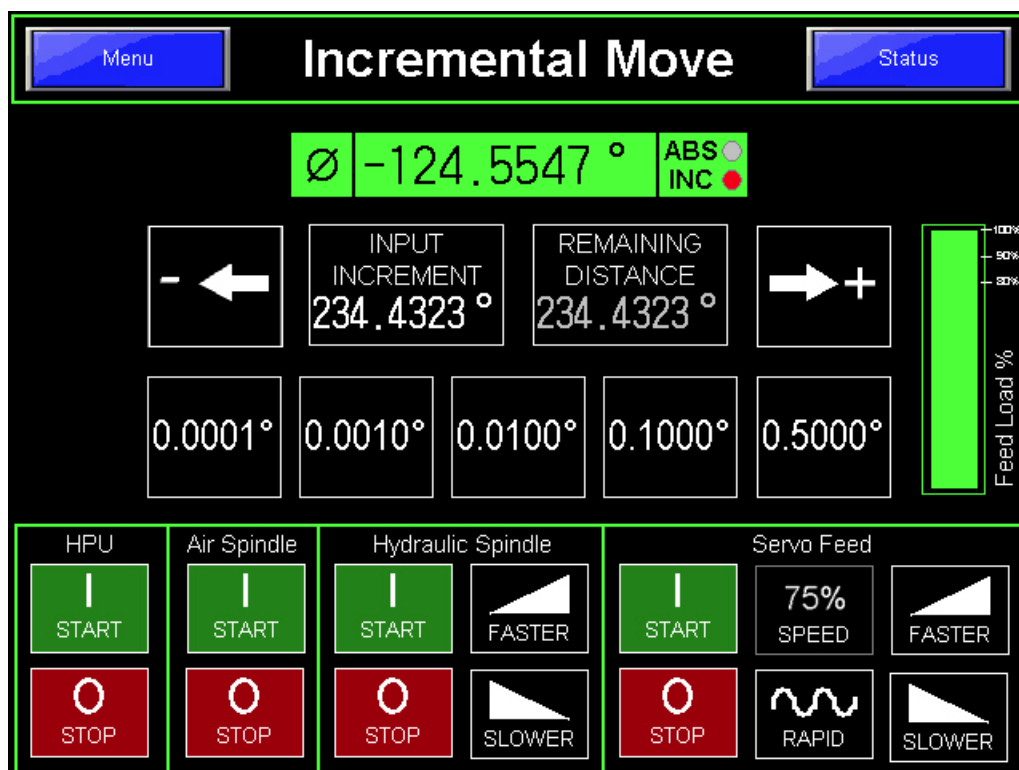 Menu
Incremental Move
Status
Ø -124.5547 °
ABS
INC
-
INPUT
INCREMENT
234.4323 °
REMAINING
DISTANCE
234.4323 °
+
100%
90%
80%
Feed Load %
0.0001°
0.0010°
0.0100°
0.1000°
0.5000°
HPU
Air Spindle
Hydraulic Spindle
Servo Feed
I
START
I
START
I
START
FASTER
I
START
75%
SPEED
FASTER
O
STOP
O
STOP
O
STOP
SLOWER
O
STOP
RAPID
SLOWER